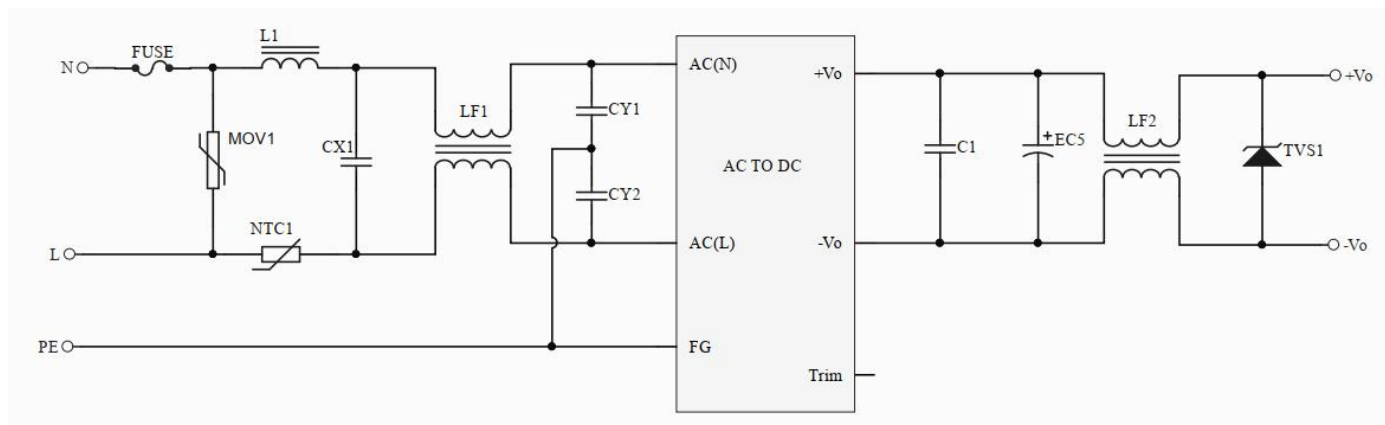 L1
FUSE
N
AC(N)
+Vo
+Vo
CY1
LF1
LF2
MOV1
CX1
C1
+
EC5
TVS1
AC TO DC
CY2
NTC1
L
AC(L)
-Vo
-Vo
PE
FG
Trim